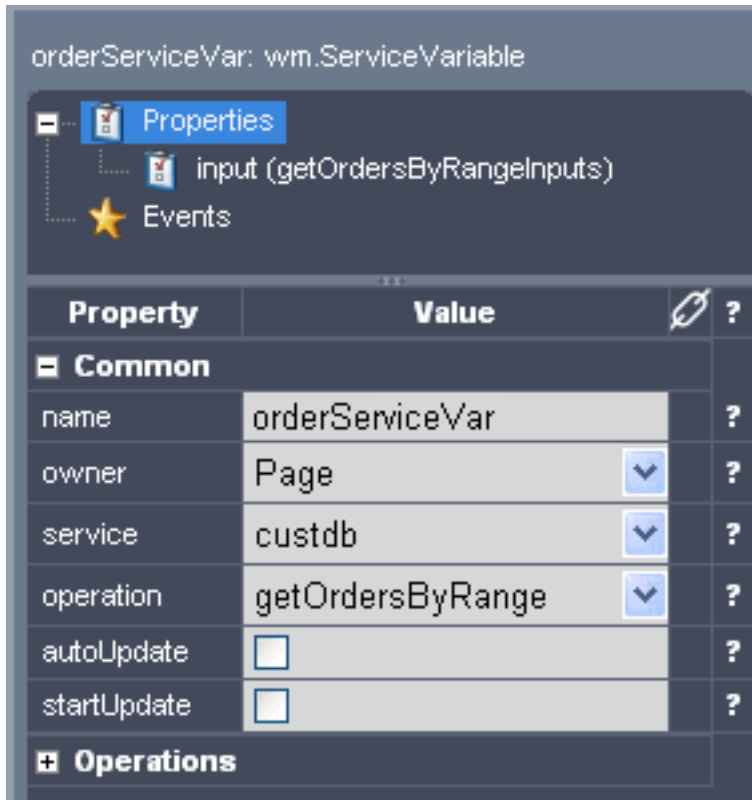 orderServiceVar: wm.ServiceVariable
Properties
input (getOrdersByRangeInputs)
Events
Property Value ?
Common
name orderServiceVar ?
owner Page ?
service custdb ?
operation getOrdersByRange ?
autoUpdate ?
startUpdate ?
Operations